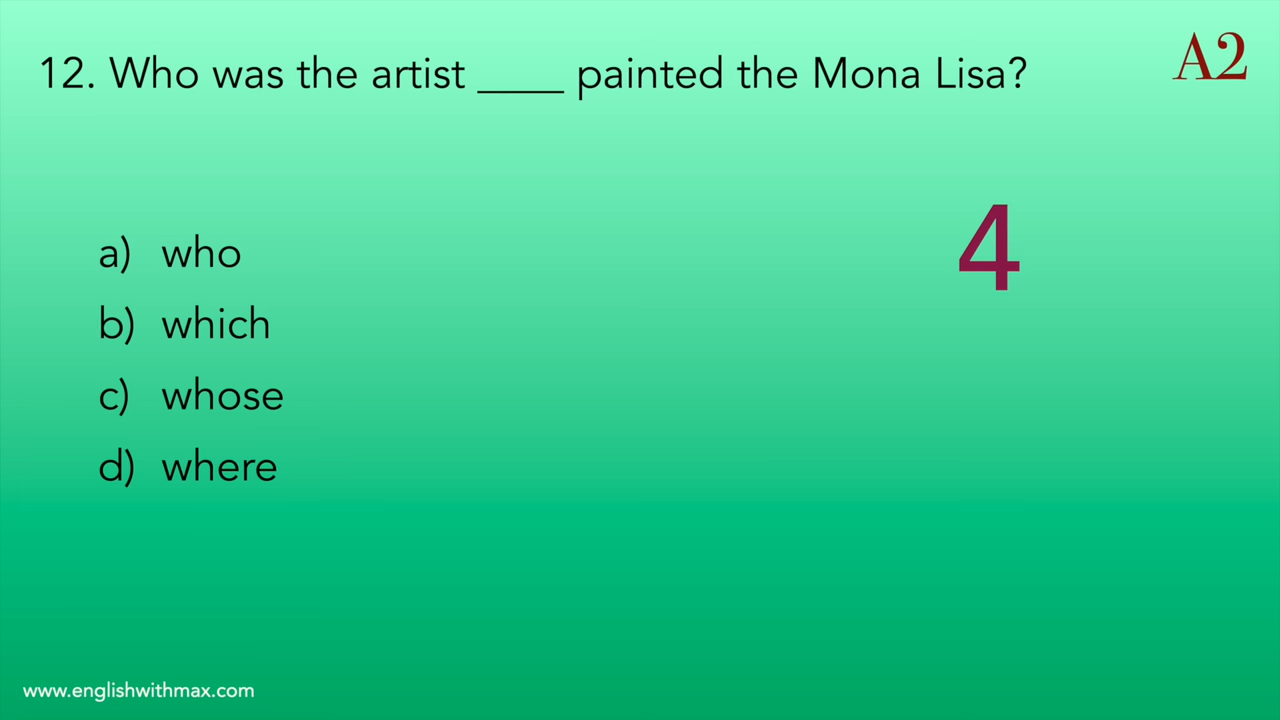 12. Who was the artist ____ painted the Mona Lisa?
A2
4
a) who
b) which
c) whose
d) where
www.englishwithmax.com